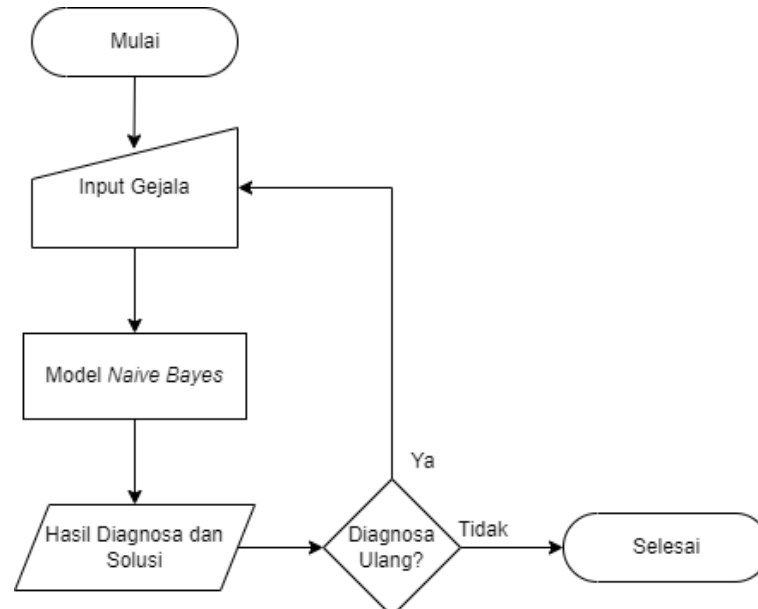 Mulai
Input Gejala
Model Naive Bayes
Hasil Diagnosa dan
Solusi
Diagnosa
Ulang?
Ya
Tidak
Selesai